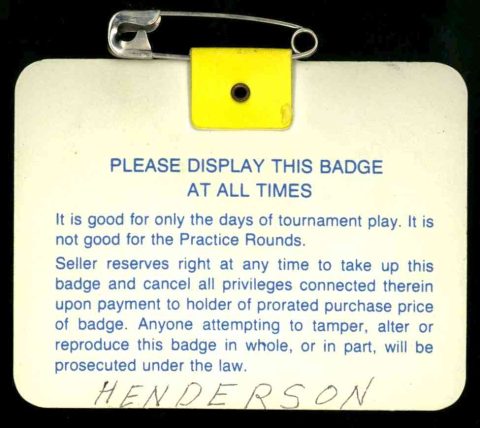 PLEASE DISPLAY THIS BADGE
AT ALL TIMES
It is good for only the days of tournament play. It is
not good for the Practice Rounds.
Seller reserves right at any time to take up this
badge and cancel all privileges connected therein
upon payment to holder of prorated purchase price
of badge. Anyone attempting to tamper, alter or
reproduce this badge in whole, or in part, will be
prosecuted under the law.
HENDERSON